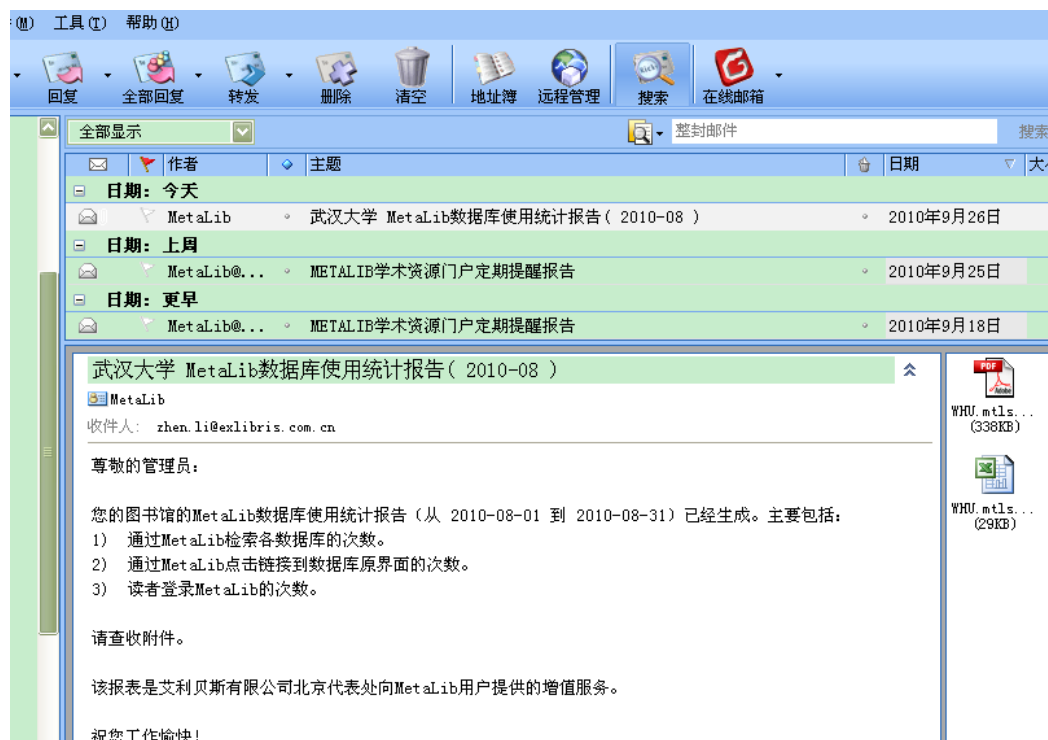 (M) 工具(T) 帮助(H)
回复 全部回复 转发 删除 清空 地址簿 远程管理 搜索 在线邮箱
全部显示 整封邮件 搜索
作者 主题 日期
日期: 今天
MetaLib 武汉大学 MetaLib数据库使用统计报告( 2010-08 ) 2010年9月26日
日期: 上周
MetaLib@... METALIB学术资源门户定期提醒报告 2010年9月25日
日期: 更早
MetaLib@... METALIB学术资源门户定期提醒报告 2010年9月18日
武汉大学 MetaLib数据库使用统计报告( 2010-08 )
MetaLib
收件人: zhen.li@exlibris.com.cn
尊敬的管理员:
您的图书馆的MetaLib数据库使用统计报告（从 2010-08-01 到 2010-08-31）已经生成。主要包括:
1) 通过MetaLib检索各数据库的次数。
2) 通过MetaLib点击链接到数据库原界面的次数。
3) 读者登录MetaLib的次数。
请查收附件。
该报表是艾利贝斯有限公司北京代表处向MetaLib用户提供的增值服务。
祝您工作愉快!
PDF
Adobe
WHU.mtls...
(338KB)
WHU.mtls...
(29KB)